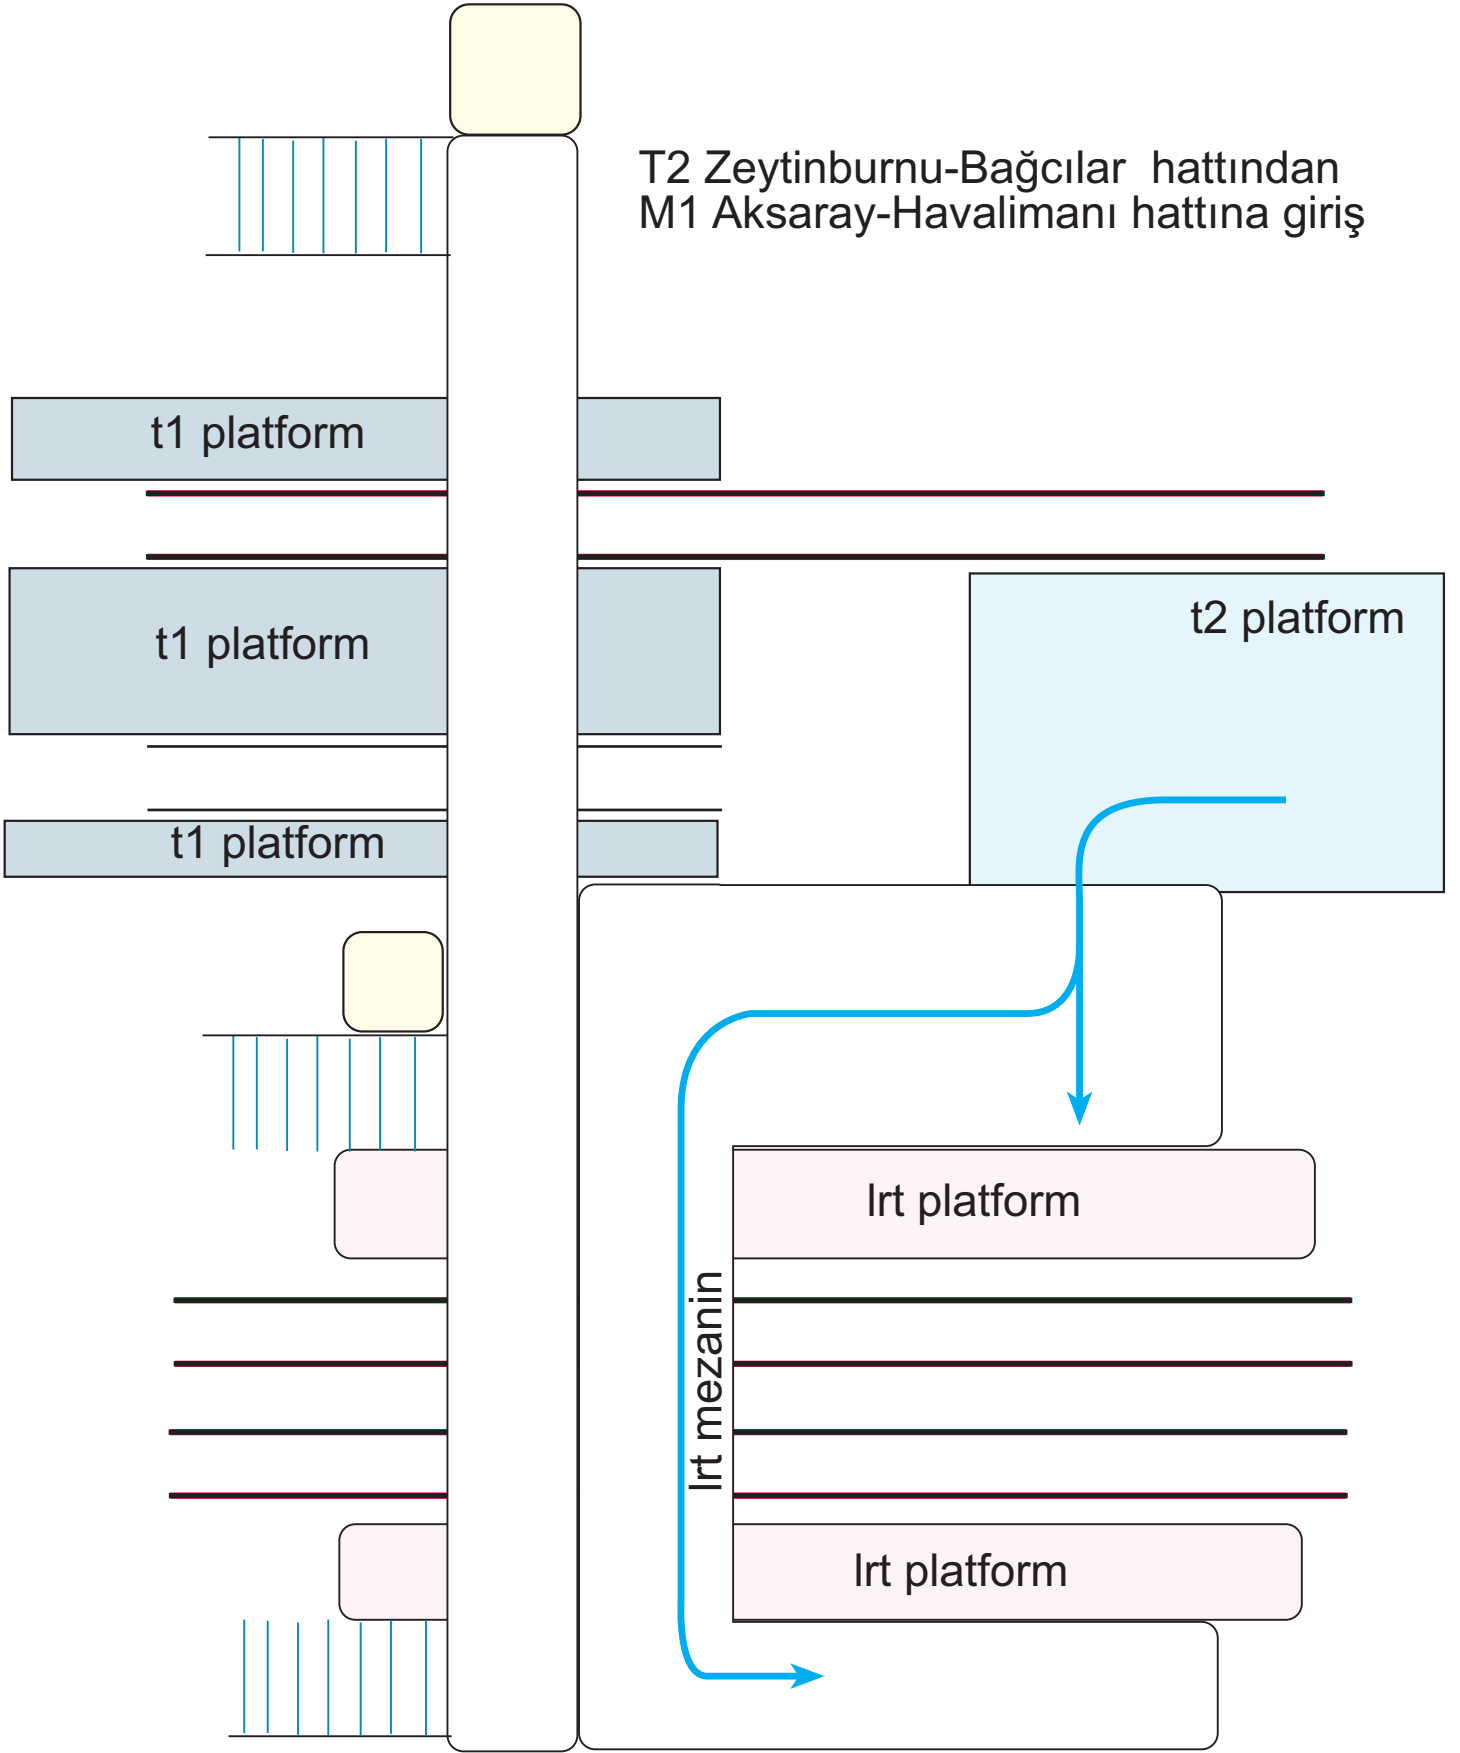 T2 Zeytinburnu-Bağcılar hattından
M1 Aksaray-Havalimanı hattına giriş
t1 platform
t1 platform
t2 platform
t1 platform
lrt platform
lrt mezanin
lrt platform